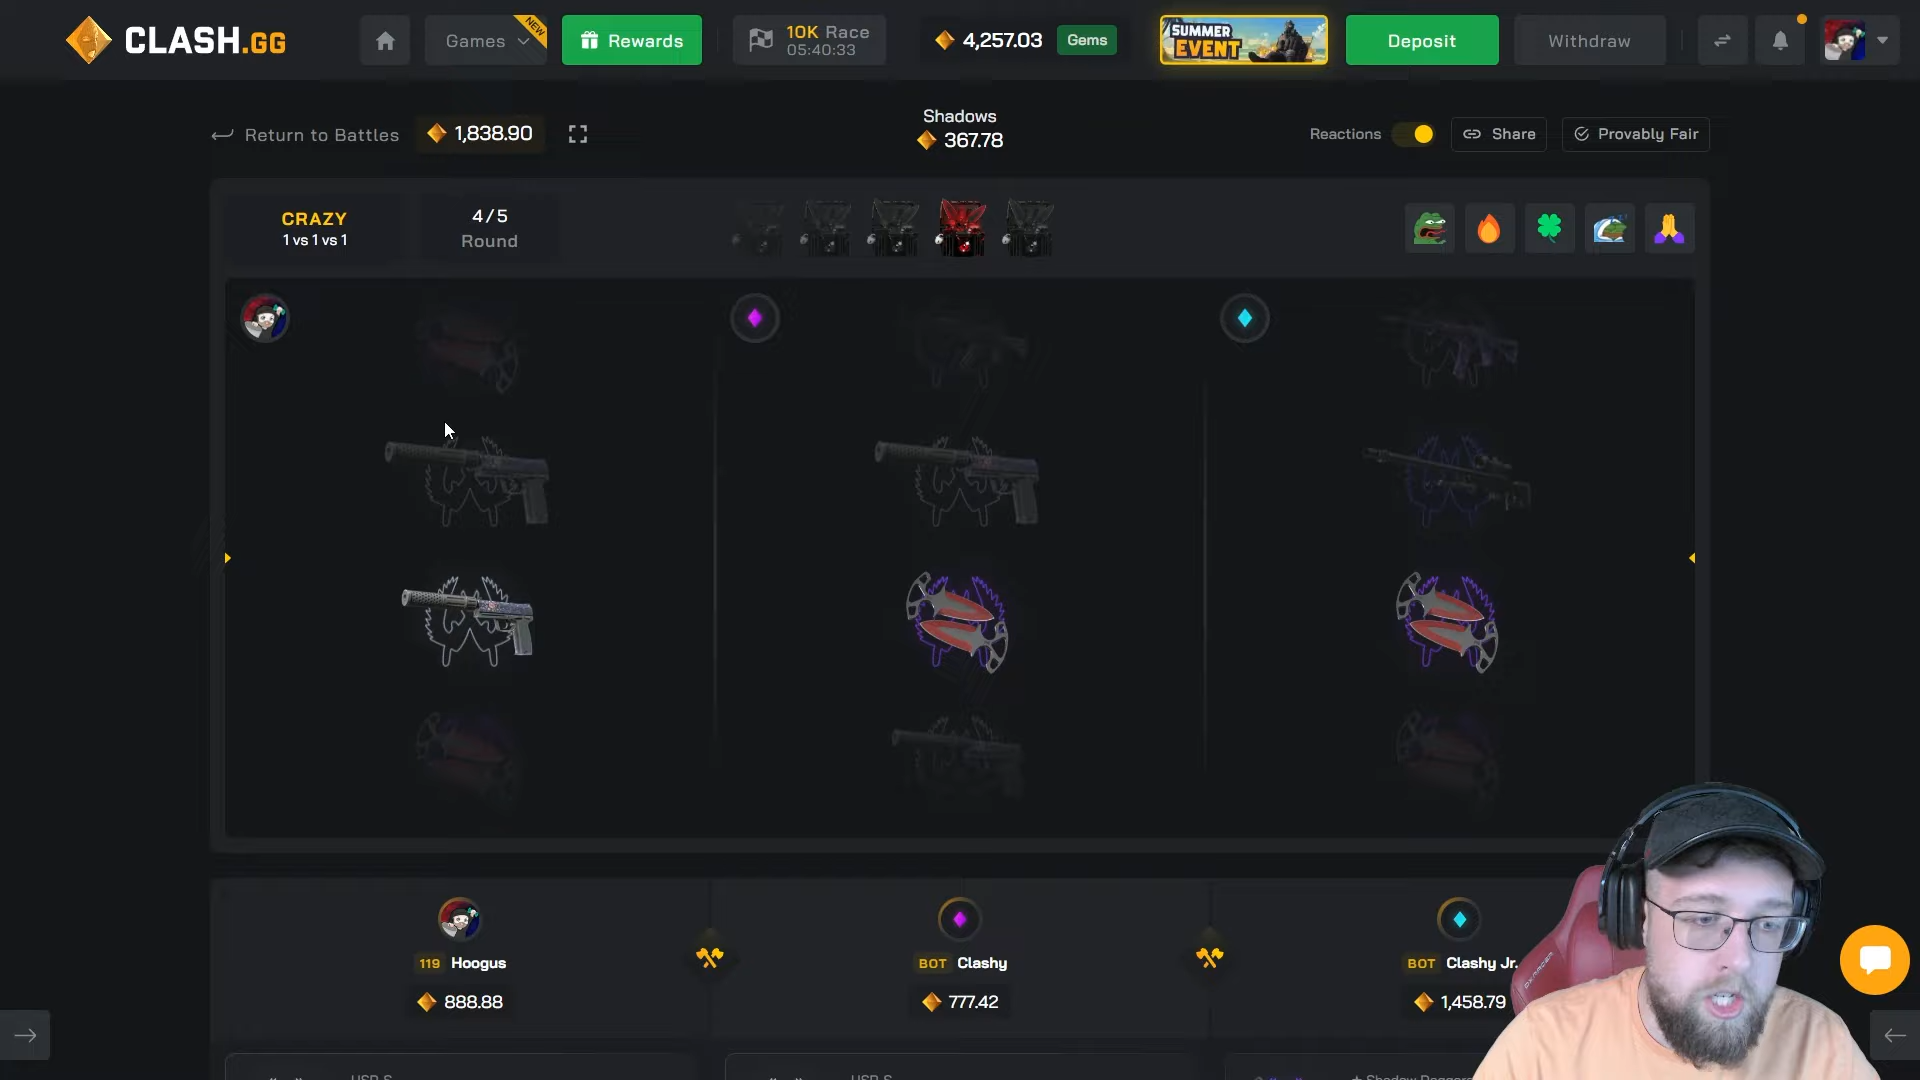 CLASH.GG
Games
NEW
Rewards
10K Race
05:40:33
4,257.03
Gems
SUMMER
EVENT
Deposit
Withdraw
Return to Battles
1,838.90
Shadows
367.78
Reactions
Share
Provably Fair
CRAZY
1 vs 1 vs 1
4/5
Round
119 Hoogus
888.88
BOT Clashy
777.42
BOT Clashy Jr.
1,458.79
USP-S
USP-S